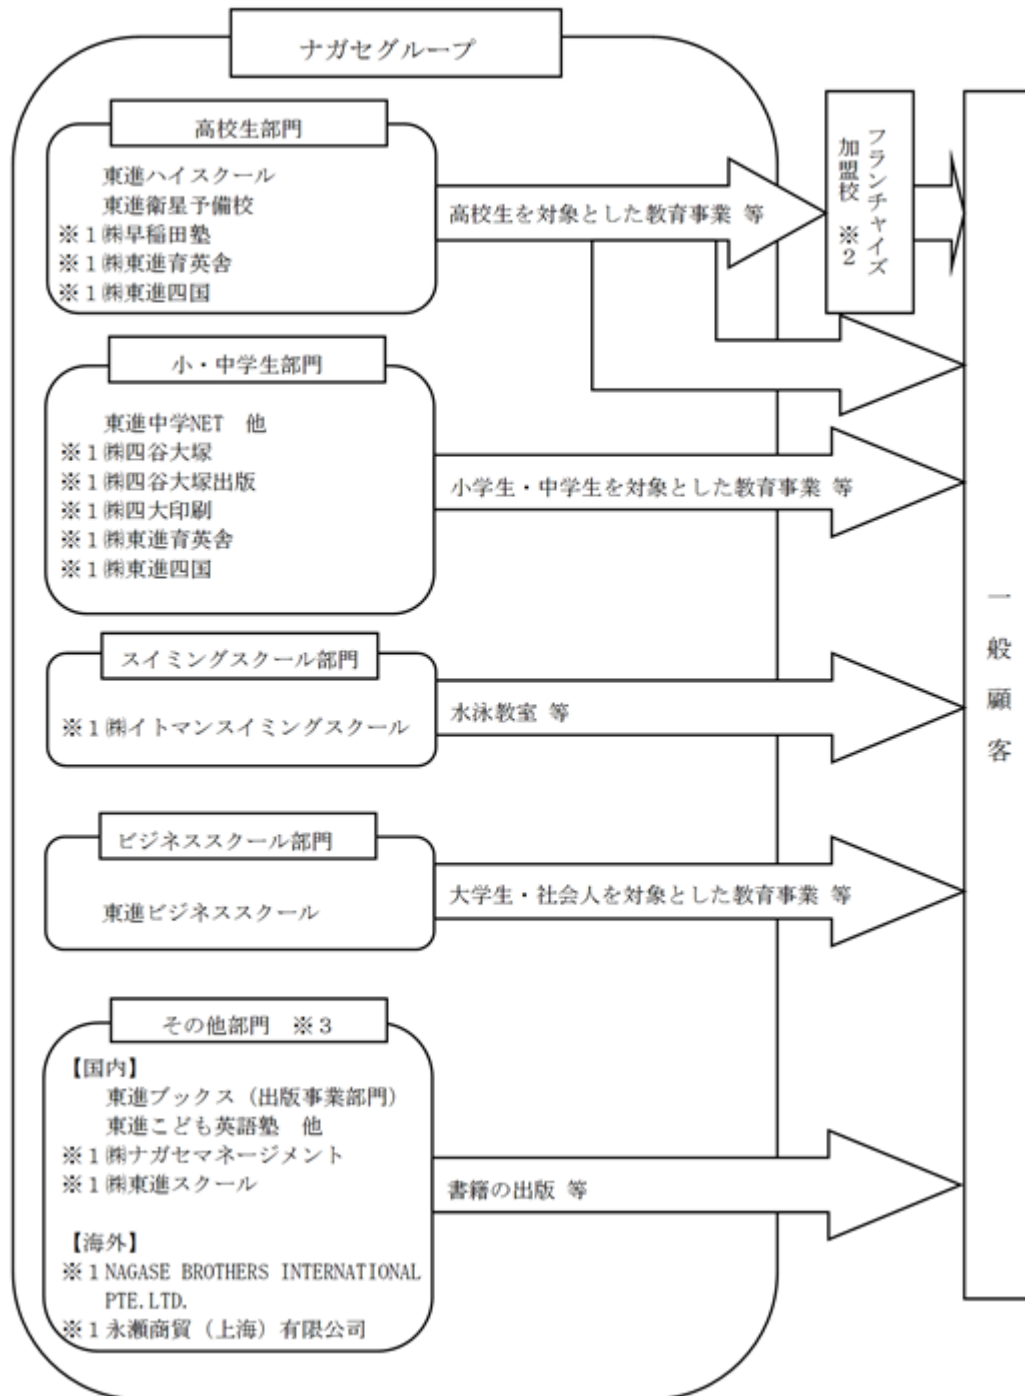 ナガセグループ
高校生部門
東進ハイスクール
東進衛星予備校
※1㈱早稲田塾
※1㈱東進育英舎
※1㈱東進四国
高校生を対象とした教育事業 等
フランチャイズ
加盟校 ※2
小・中学生部門
東進中学NET 他
※1㈱四谷大塚
※1㈱四谷大塚出版
※1㈱四大印刷
※1㈱東進育英舎
※1㈱東進四国
小学生・中学生を対象とした教育事業 等
スイミングスクール部門
※1㈱イトマンスイミングスクール
水泳教室 等
ビジネススクール部門
東進ビジネススクール
大学生・社会人を対象とした教育事業 等
その他部門 ※3
【国内】
東進ブックス（出版事業部門）
東進こども英語塾 他
※1㈱ナガセマネージメント
※1㈱東進スクール
【海外】
※1 NAGASE BROTHERS INTERNATIONAL
PTE.LTD.
※1 永瀬商貿（上海）有限公司
書籍の出版 等
一般顧客